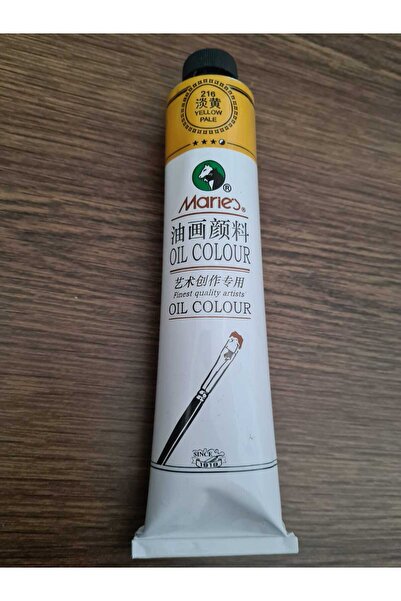 216
淡黄
YELLOW
PALE
★★★
®
Marie's®
油画颜料
OIL COLOUR
艺术创作专用
Finest quality artists
OIL COLOUR
SINCE
1919